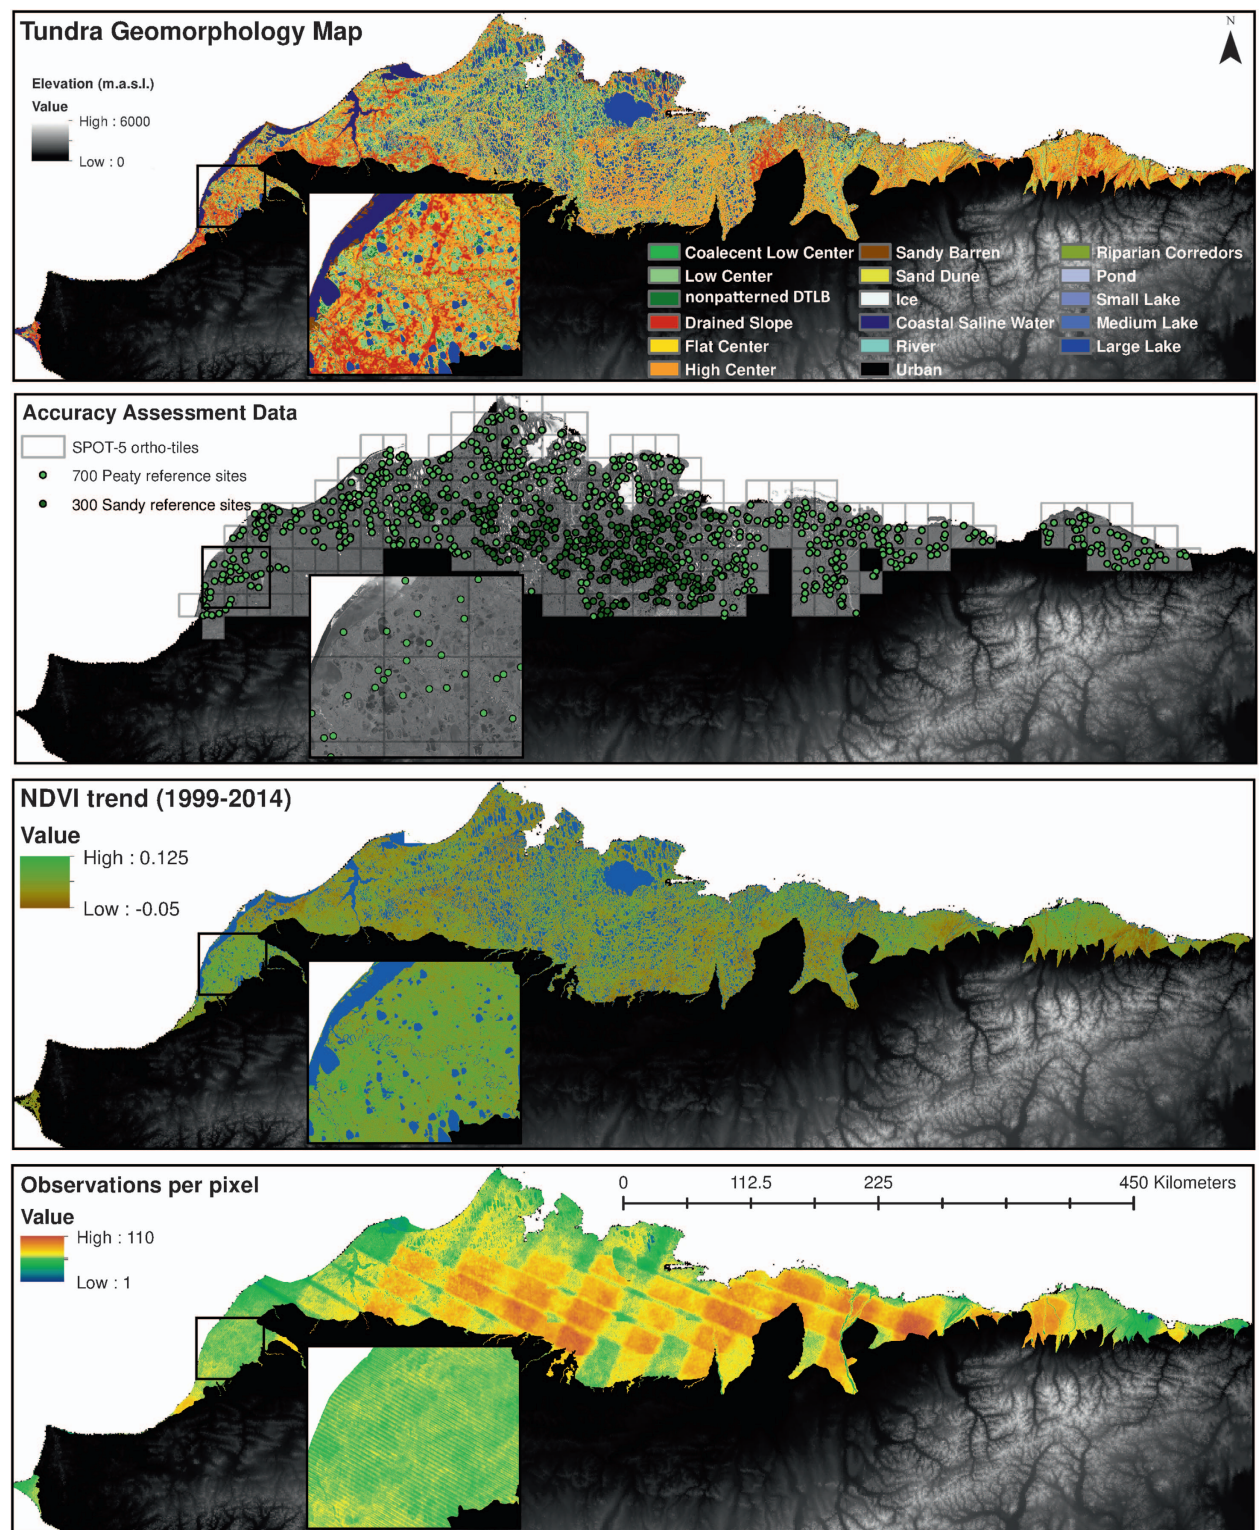 Tundra Geomorphology Map
N
Elevation (m.a.s.l.)
Value
High : 6000
Low : 0
Coalecent Low Center
Low Center
nonpatterned DTLB
Drained Slope
Flat Center
High Center
Sandy Barren
Sand Dune
Ice
Coastal Saline Water
River
Urban
Riparian Corredors
Pond
Small Lake
Medium Lake
Large Lake
Accuracy Assessment Data
SPOT-5 ortho-tiles
700 Peaty reference sites
300 Sandy reference sites
NDVI trend (1999-2014)
Value
High : 0.125
Low : -0.05
Observations per pixel
Value
High : 110
Low : 1
0 112.5 225 450 Kilometers